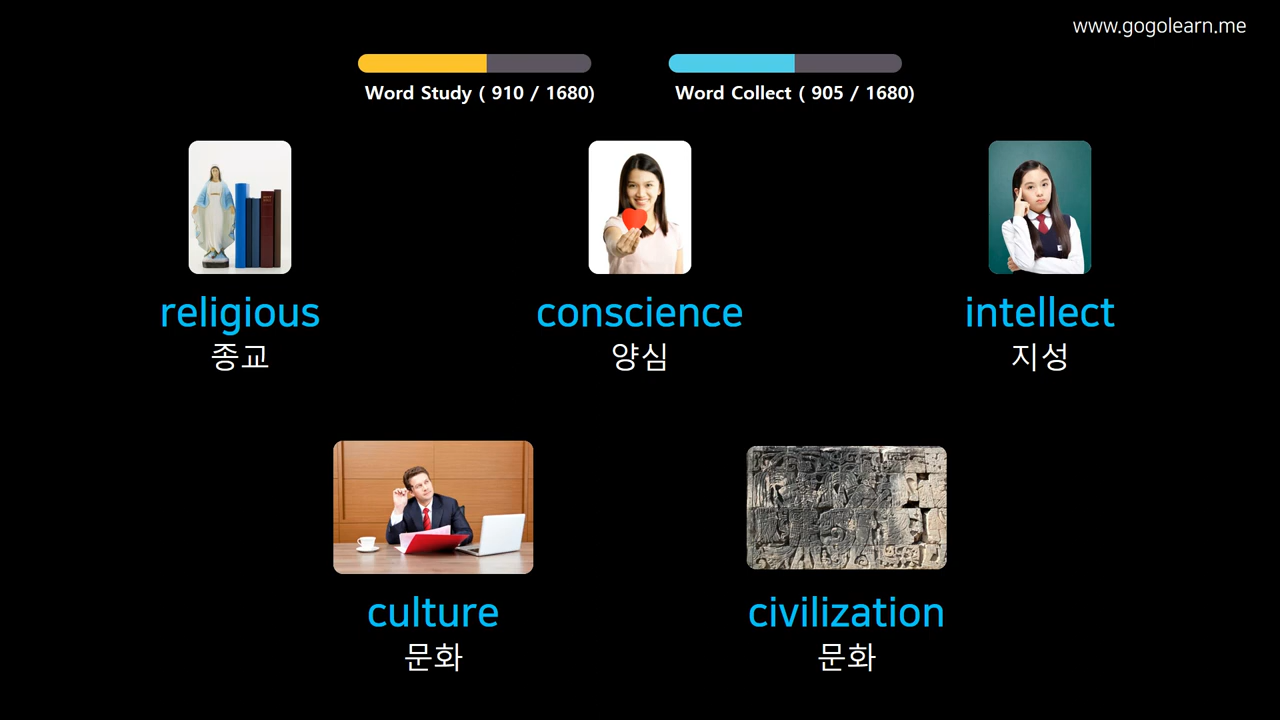 www.gogolearn.me
Word Study ( 910 / 1680)
Word Collect ( 905 / 1680)
religious
종교
conscience
양심
intellect
지성
culture
문화
civilization
문화